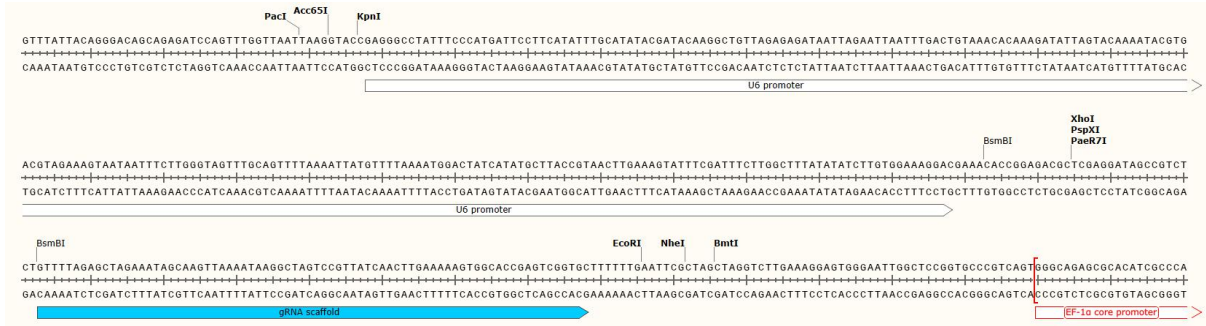 Acc65I
PacI KpnI
GTTTATTACAGGGACAGCAGAGATCCAGTTTGGTTAATTAAGGTACCGAGGGCCTATTTCCCATGATTCCTTCATATTTGCATATACGATACAAGGCTGTTAGAGAGATAATTAGAATTAATTTGACTGTAAACACAAAGATATTAGTACAAAATACGTG
CAAATAATGTCCCTGTCGTCTCTAGGTCAAACCAATTAATTCCATGGCTCCCGGATAAAGGGTACTAAGGAAGTATAAACGTATATGCTATGTTCCGACAATCTCTCTATTAATCTTAATTAAACTGACATTTGTGTTTCTATAATCATGTTTTATGCAC
U6 promoter
XhoI
PspXI
BsmBI PaeR7I
ACGTAGAAAGTAATAATTTCTTGGGTAGTTTGCAGTTTTAAAATTATGTTTTAAAATGGACTATCATATGCTTACCGTAACTTGAAAGTATTTCGATTTCTTGGCTTTATATATCTTGTGGAAAGGACGAAACACCGGAGACGCTCGAGGATAGCCGTCT
TGCATCTTTCATTATTAAAGAACCCATCAAACGTCAAAATTTTAATACAAAATTTTACCTGATAGTATACGAATGGCATTGAACTTTCATAAAGCTAAAGAACCGAAATATATAGAACACCTTTCCTGCTTTGTGGCCTCTGCGAGCTCCTATCGGCAGA
U6 promoter
BsmBI EcoRI NheI BmtI
CTGTTTTAGAGCTAGAAATAGCAAGTTAAAATAAGGCTAGTCCGTTATCAACTTGAAAAAGTGGCACCGAGTCGGTGCTTTTTTGAATTCGCTAGCTAGGTCTTGAAAGGAGTGGGAATTGGCTCCGGTGCCCGTCAGTGGGCAGAGCGCACATCGCCCA
GACAAAATCTCGATCTTTATCGTTCAATTTTATTCCGATCAGGCAATAGTTGAACTTTTTCACCGTGGCTCAGCCACGAAAAAACTTAAGCGATCGATCCAGAACTTTCCTCACCCTTAACCGAGGCCACGGGCAGTCACCCGTCTCGCGTGTAGCGGGT
gRNA scaffold EF-1α core promoter